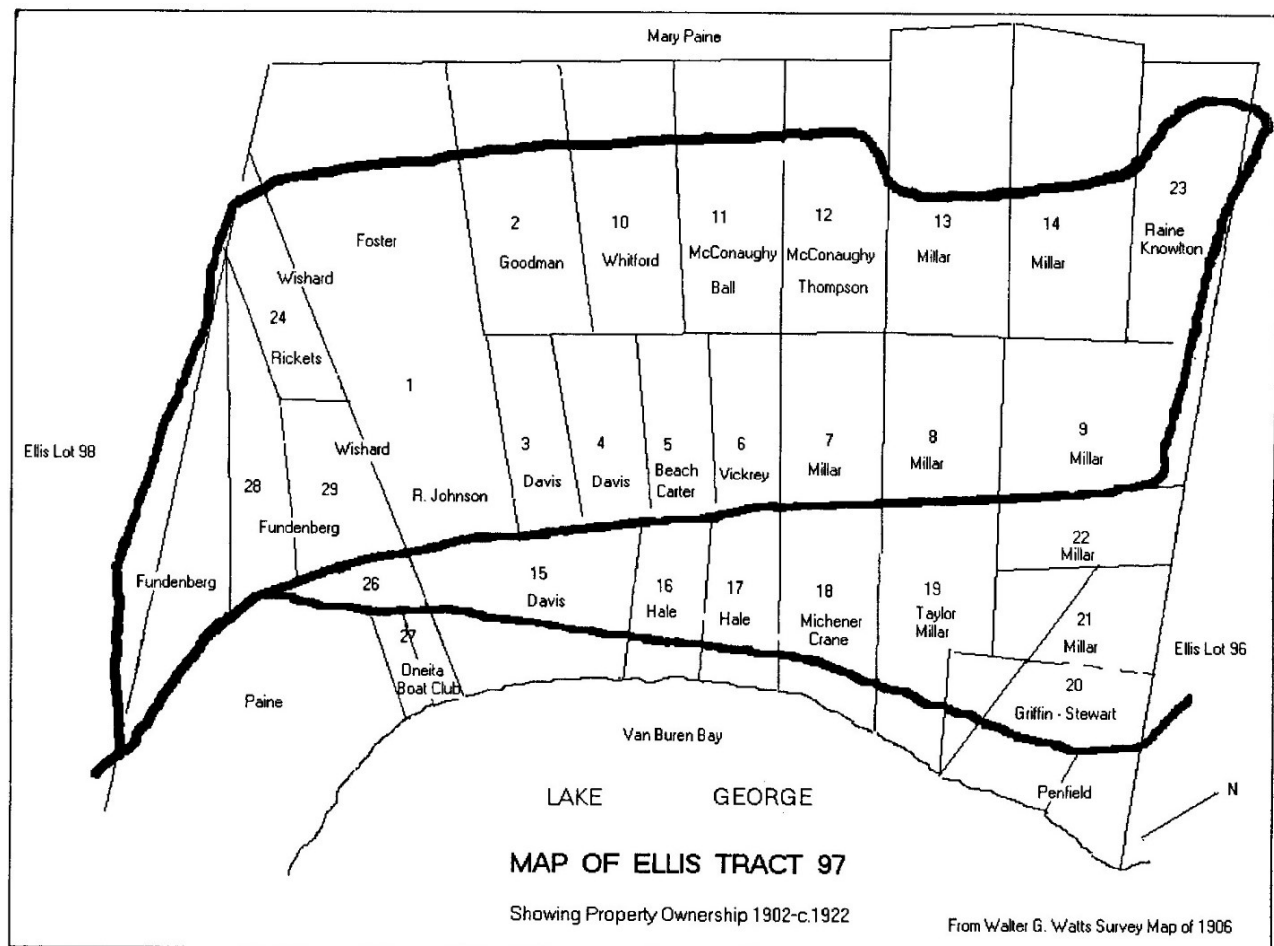 Mary Paine
23
Raine
Knowlton
2
Goodman
10
Whitford
11
McConaughy
Ball
12
McConaughy
Thompson
13
Millar
14
Millar
Foster
Wishard
24
Rickets
1
Ellis Lot 98
Wishard
R. Johnson
3
Davis
4
Davis
5
Beach
Carter
6
Vickrey
7
Millar
8
Millar
9
Millar
28
29
Fundenberg
Fundenberg
26
15
Davis
16
Hale
17
Hale
18
Michener
Crane
19
Taylor
Millar
22
Millar
21
Millar
Ellis Lot 96
27
Oneita
Boat Club
20
Griffin - Stewart
Paine
Van Buren Bay
Penfield
N
LAKE GEORGE
MAP OF ELLIS TRACT 97
Showing Property Ownership 1902-c.1922
From Walter G. Watts Survey Map of 1906